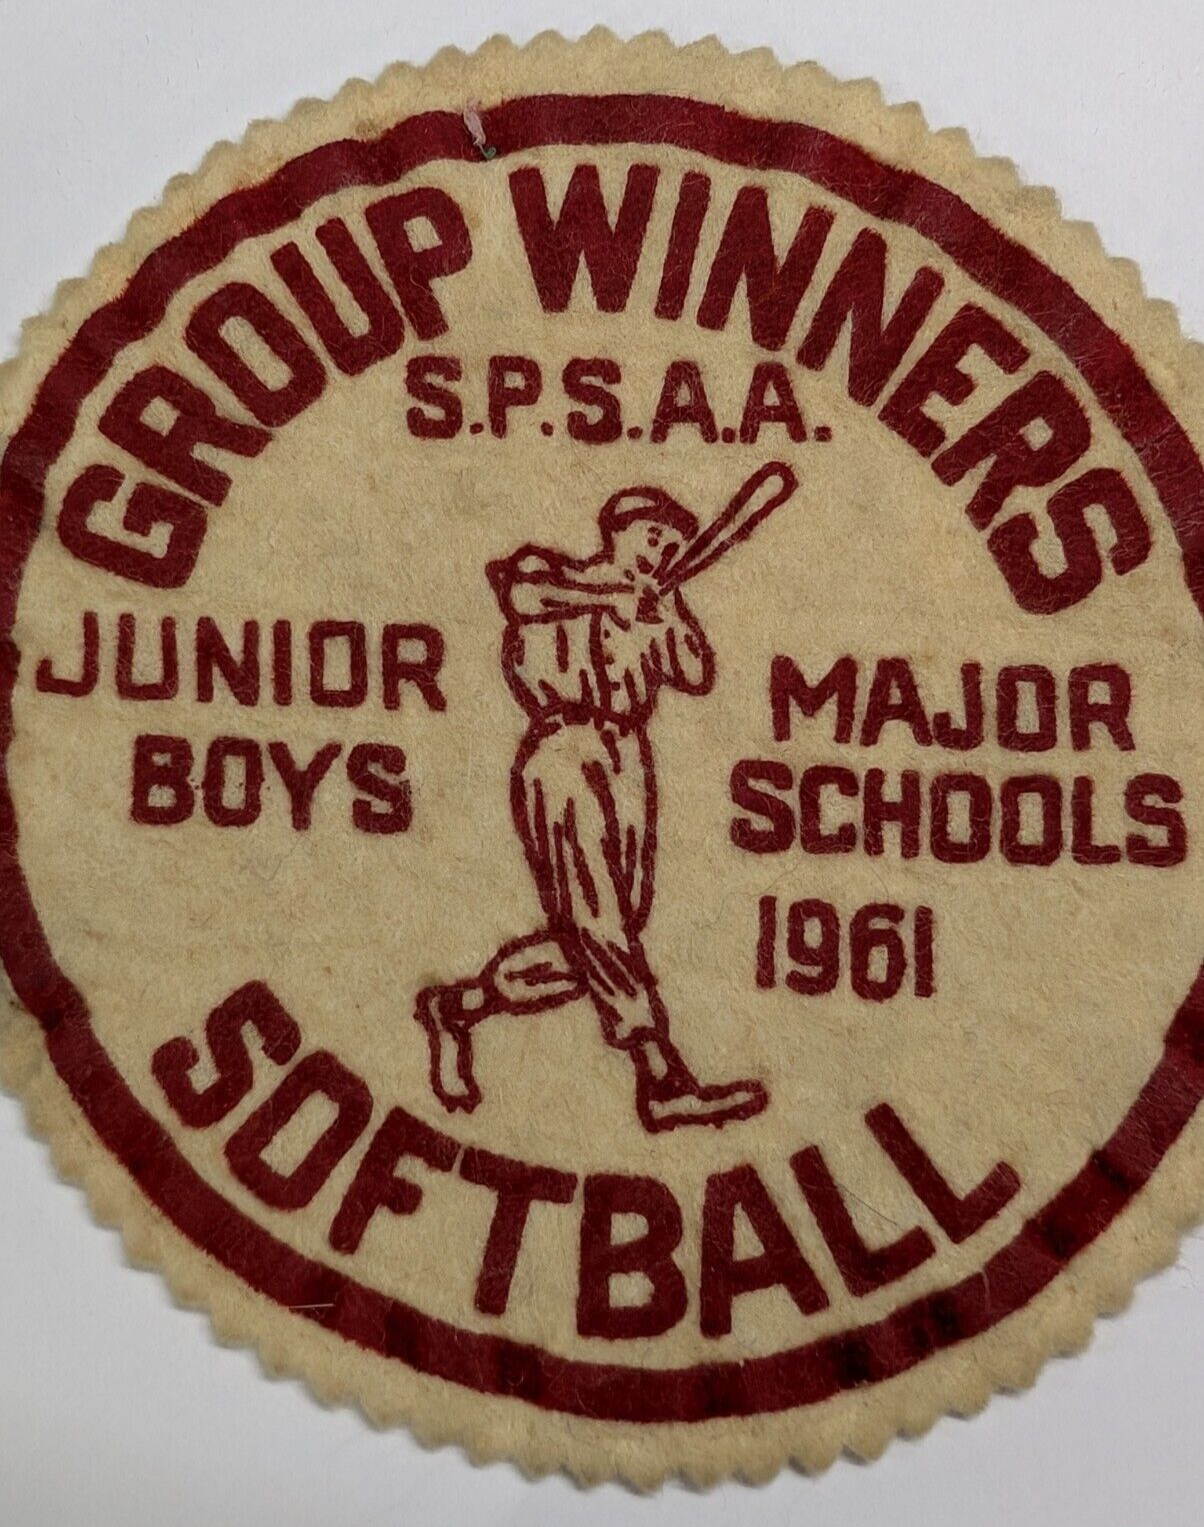 GROUP WINNERS
S.P.S.A.A.
JUNIOR
BOYS
MAJOR
SCHOOLS
1961
SOFTBALL